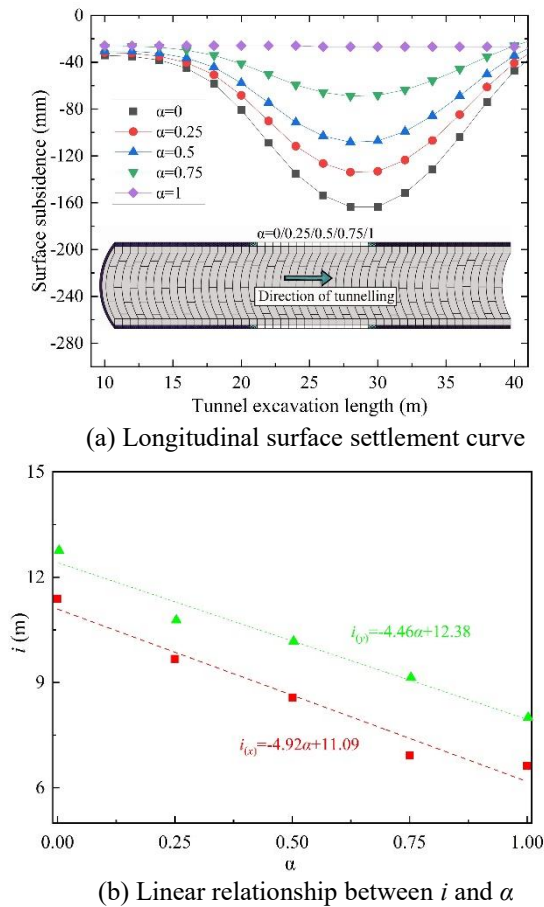 0
-40
-80
-120
-160
-200
-240
-280
Surface subsidence (mm)
α=0
α=0.25
α=0.5
α=0.75
α=1
α=0/0.25/0.5/0.75/1
Direction of tunnelling
10 15 20 25 30 35 40
Tunnel excavation length (m)
(a) Longitudinal surface settlement curve
15
12
9
6
i (m)
i(y)=-4.46α+12.38
i(x)=-4.92α+11.09
0.00 0.25 0.50 0.75 1.00
α
(b) Linear relationship between i and α